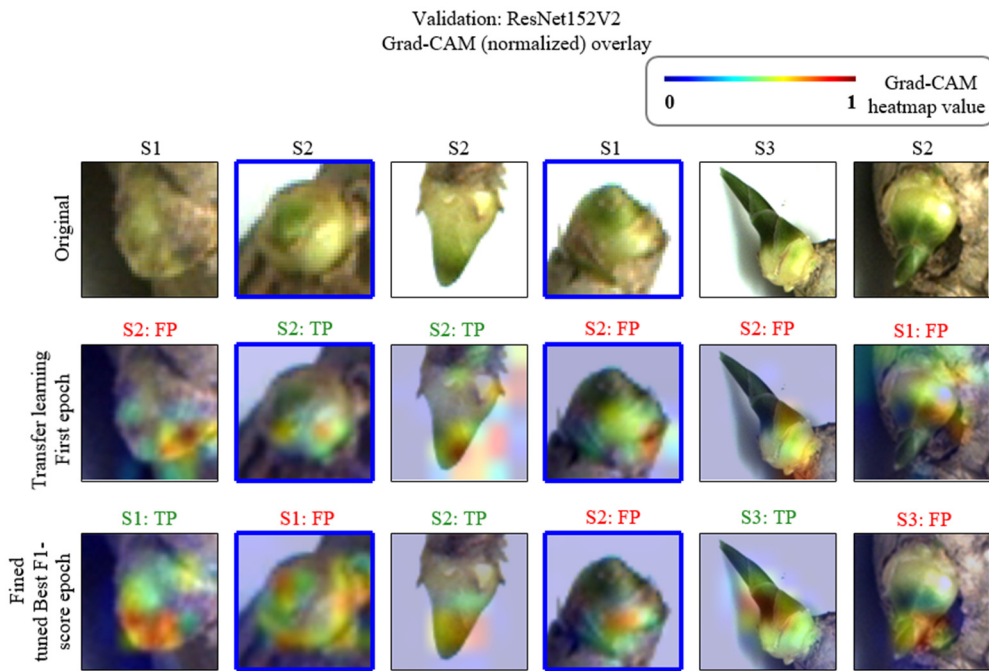 Validation: ResNet152V2
Grad-CAM (normalized) overlay
0 1
Grad-CAM
heatmap value
S1 S2 S2 S1 S3 S2
Original
S2: FP S2: TP S2: TP S2: FP S2: FP S1: FP
Transfer learning
First epoch
S1: TP S1: FP S2: TP S2: FP S3: TP S3: FP
Fined
tuned Best F1-
score epoch